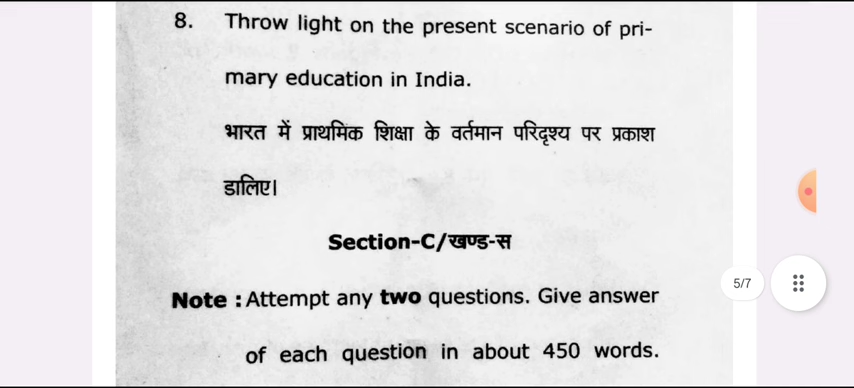 8. Throw light on the present scenario of pri-
mary education in India.
भारत में प्राथमिक शिक्षा के वर्तमान परिदृश्य पर प्रकाश
डालिए।
Section-C/खण्ड-स
Note : Attempt any two questions. Give answer
5/7
of each question in about 450 words.